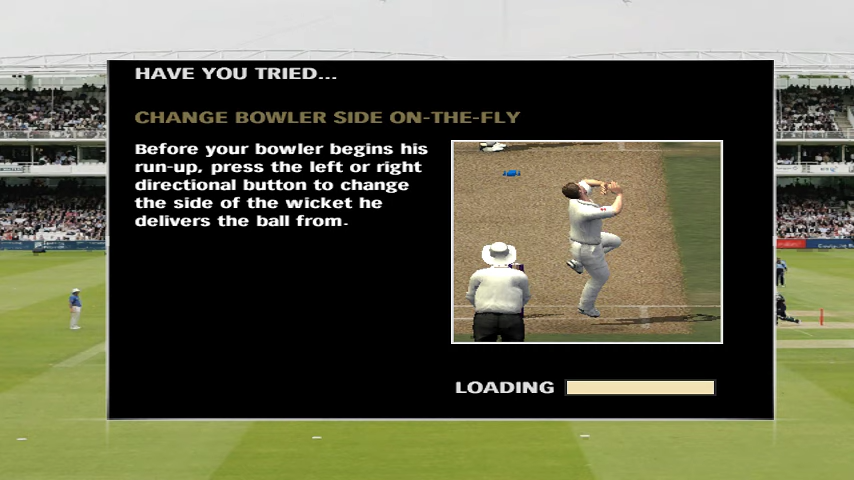 HAVE YOU TRIED...
CHANGE BOWLER SIDE ON-THE-FLY
Before your bowler begins his
run-up, press the left or right
directional button to change
the side of the wicket he
delivers the ball from.
LOADING